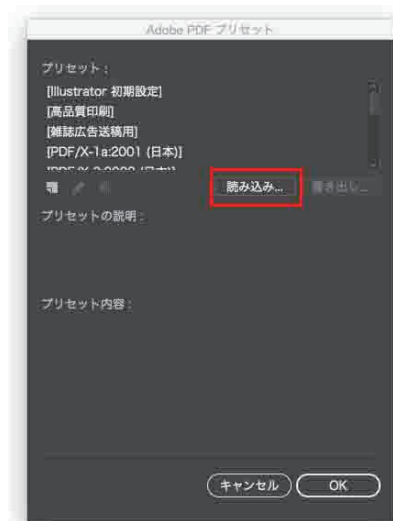 Adobe PDF プリセット
プリセット：
[Illustrator 初期設定]
[高品質印刷]
[雑誌広告送稿用]
[PDF/X-1a:2001 (日本)]
読み込み... 書き出し...
プリセットの説明：
プリセット内容：
キャンセル OK